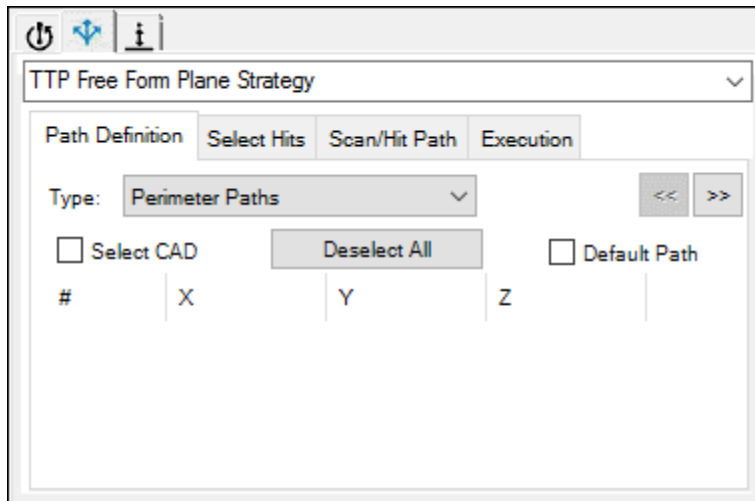 TTP Free Form Plane Strategy
Path Definition Select Hits Scan/Hit Path Execution
Type: Perimeter Paths << >>
Select CAD Deselect All Default Path
# X Y Z